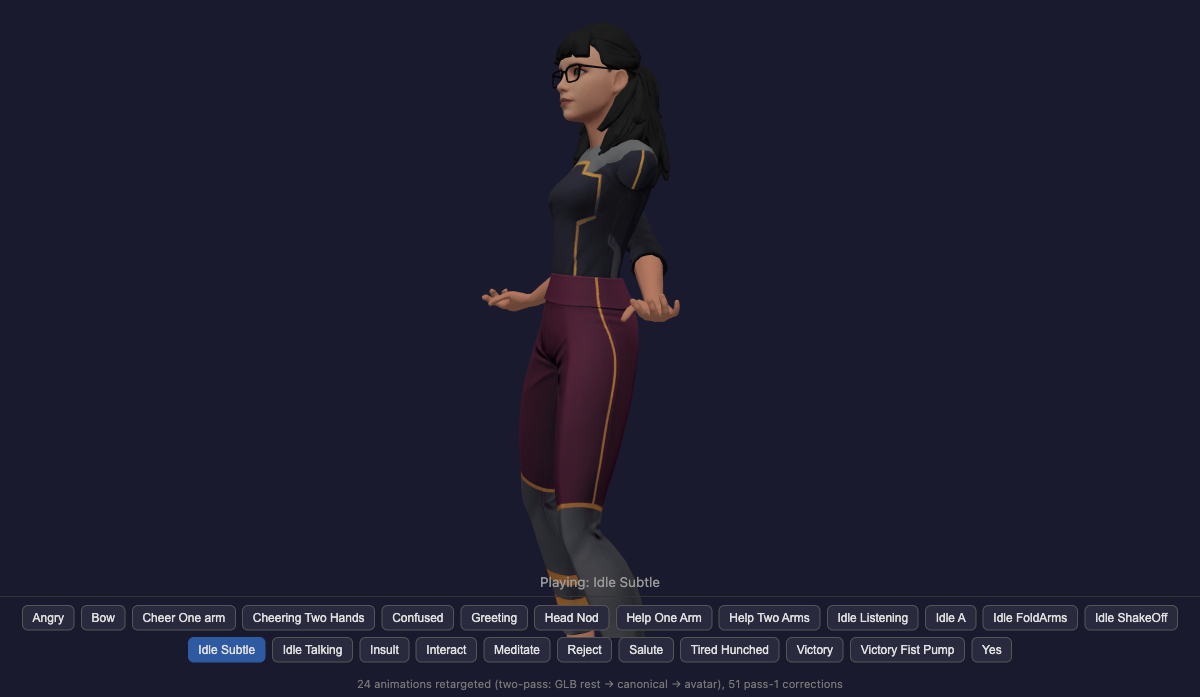 Playing: Idle Subtle
Angry Bow Cheer One arm Cheering Two Hands Confused Greeting Head Nod Help One Arm Help Two Arms Idle Listening Idle A Idle FoldArms Idle ShakeOff
Idle Subtle Idle Talking Insult Interact Meditate Reject Salute Tired Hunched Victory Victory Fist Pump Yes
24 animations retargeted (two-pass: GLB rest → canonical → avatar), 51 pass-1 corrections